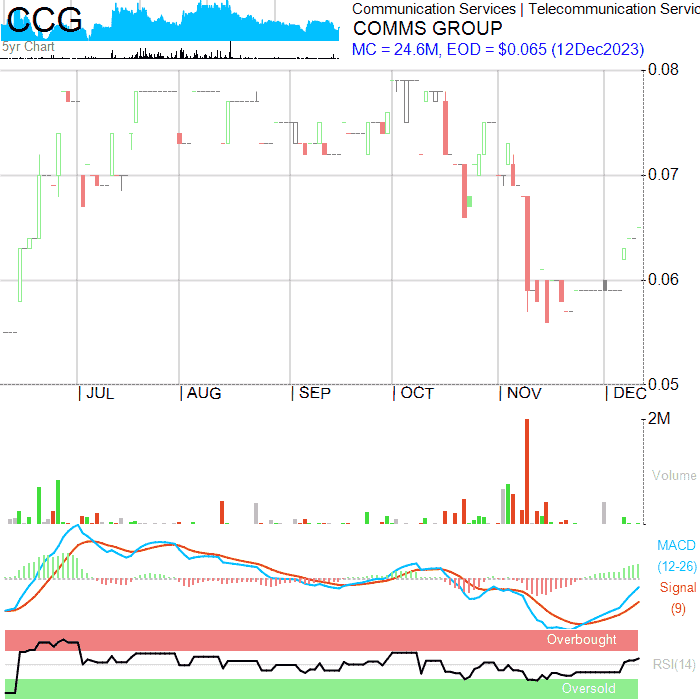 CCG
5yr Chart
Communication Services | Telecommunication Servic
COMMS GROUP
MC = 24.6M, EOD = $0.065 (12Dec2023)
0.08
0.07
0.06
0.05
| JUL | AUG | SEP | OCT | NOV | DEC
2M
Volume
MACD
(12-26)
Signal
(9)
Overbought
RSI(14)
Oversold